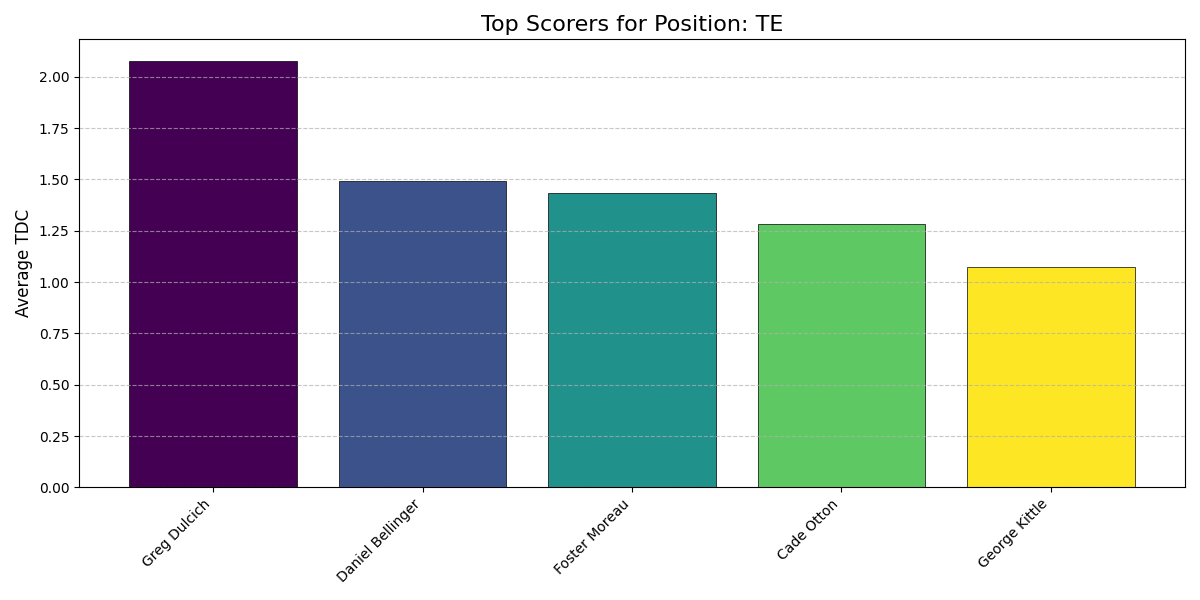 Top Scorers for Position: TE
Average TDC
2.00
1.75
1.50
1.25
1.00
0.75
0.50
0.25
0.00
Greg Dulcich
Daniel Bellinger
Foster Moreau
Cade Otton
George Kittle